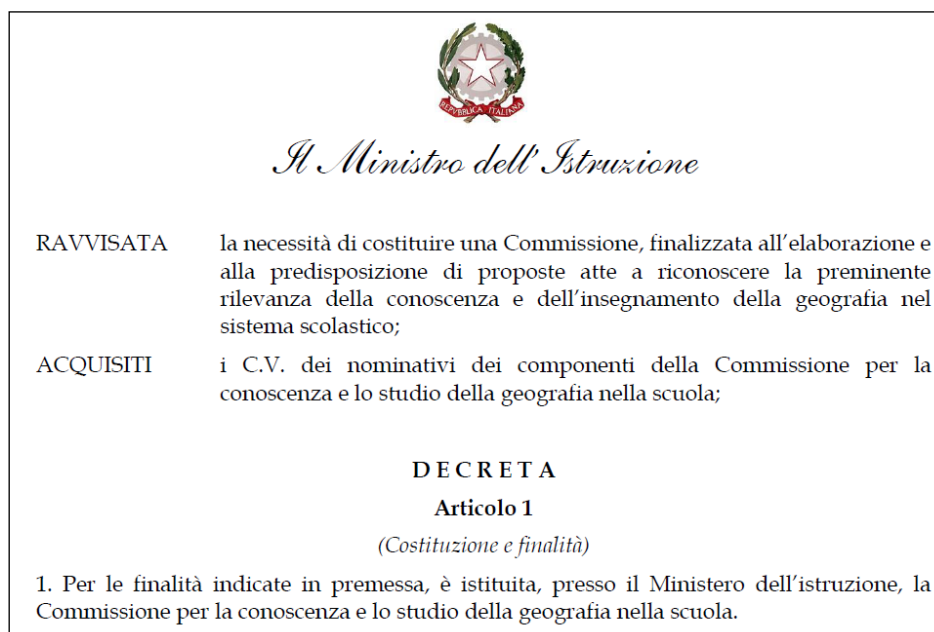 REPVBBLICA ITALIANA
Il Ministro dell'Istruzione
RAVVISATA la necessità di costituire una Commissione, finalizzata all'elaborazione e
alla predisposizione di proposte atte a riconoscere la preminente
rilevanza della conoscenza e dell'insegnamento della geografia nel
sistema scolastico;
ACQUISITI i C.V. dei nominativi dei componenti della Commissione per la
conoscenza e lo studio della geografia nella scuola;
D E C R E T A
Articolo 1
(Costituzione e finalità)
1. Per le finalità indicate in premessa, è istituita, presso il Ministero dell'istruzione, la
Commissione per la conoscenza e lo studio della geografia nella scuola.